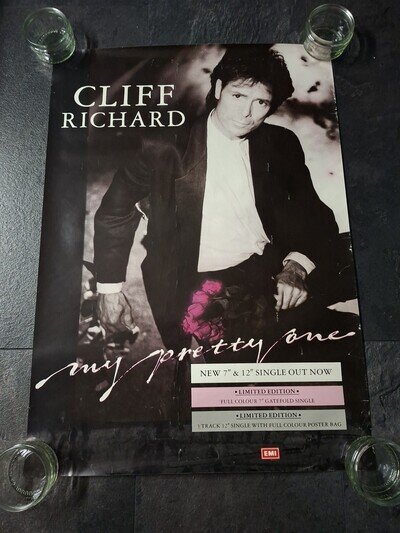 CLIFF
RICHARD
my pretty one
NEW 7" & 12" SINGLE OUT NOW
• LIMITED EDITION •
FULL COLOUR 7" GATEFOLD SINGLE
• LIMITED EDITION •
TRACK 12" SINGLE WITH FULL COLOUR POSTER BAG
EMI